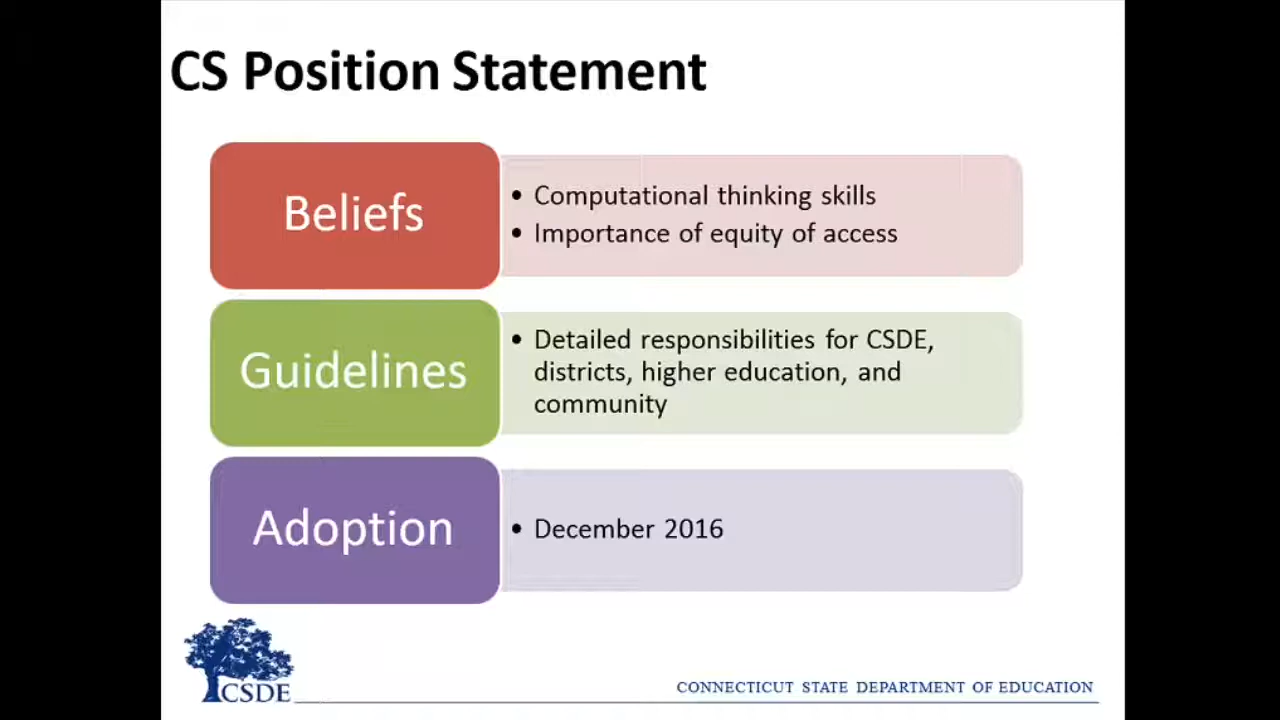 CS Position Statement
Beliefs
• Computational thinking skills
• Importance of equity of access
Guidelines
• Detailed responsibilities for CSDE,
districts, higher education, and
community
Adoption
• December 2016
CSDE
CONNECTICUT STATE DEPARTMENT OF EDUCATION